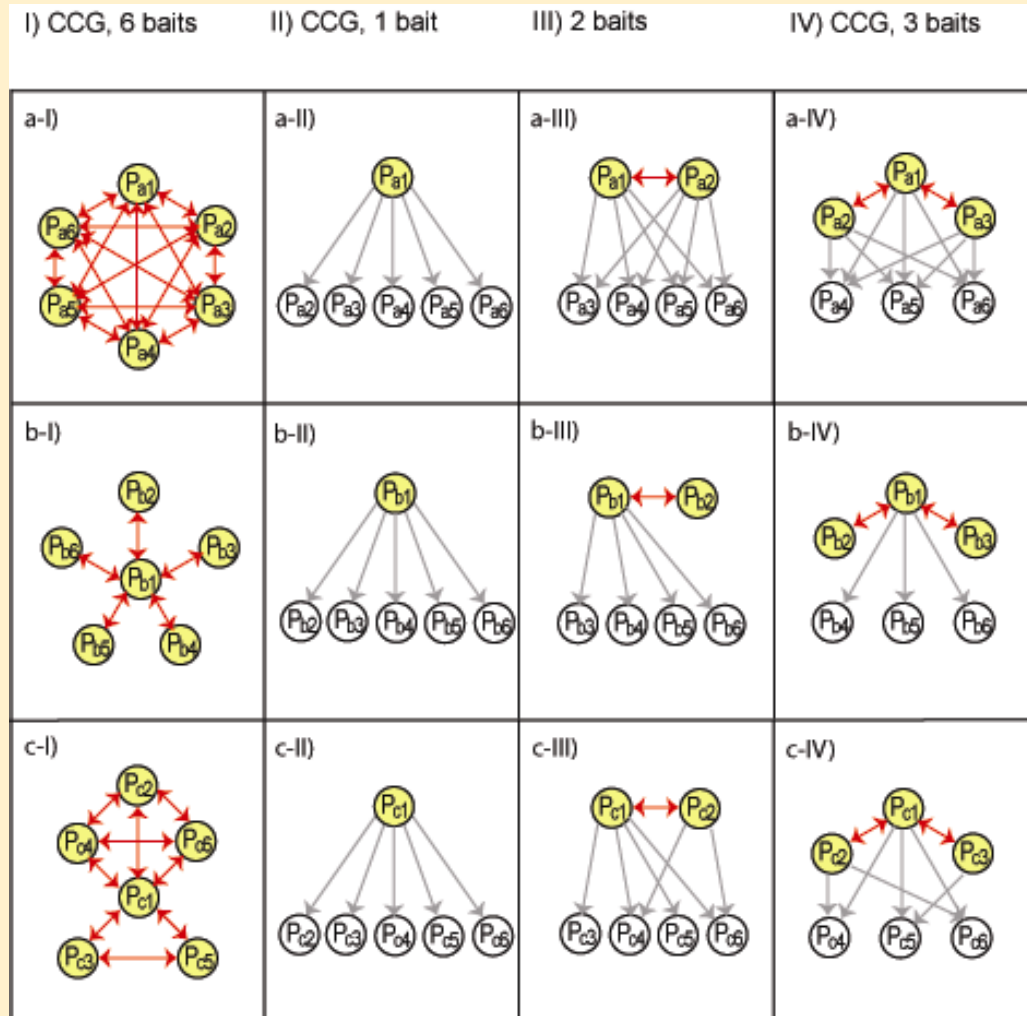 I) CCG, 6 baits II) CCG, 1 bait III) 2 baits IV) CCG, 3 baits
a-I) a-II) a-III) a-IV)
Pa1 Pa6 Pa2 Pa5 Pa3 Pa4
Pa1 Pa2 Pa3 Pa4 Pa5 Pa6
Pa1 Pa2 Pa3 Pa4 Pa5 Pa6
Pa1 Pa2 Pa3 Pa4 Pa5 Pa6
b-I) b-II) b-III) b-IV)
Pb2 Pb6 Pb3 Pb1 Pb5 Pb4
Pb1 Pb2 Pb3 Pb4 Pb5 Pb6
Pb1 Pb2 Pb3 Pb4 Pb5 Pb6
Pb1 Pb2 Pb3 Pb4 Pb5 Pb6
c-I) c-II) c-III) c-IV)
Pc2 Pc4 Pc6 Pc1 Pc3 Pc5
Pc1 Pc2 Pc3 Pc4 Pc5 Pc6
Pc1 Pc2 Pc3 Pc4 Pc5 Pc6
Pc1 Pc2 Pc3 Pc4 Pc5 Pc6